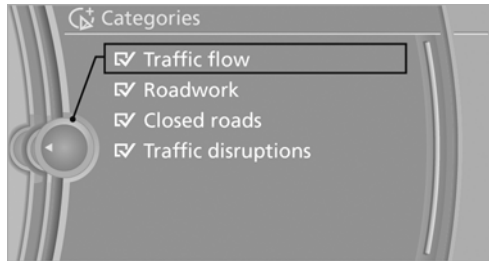 Categories
Traffic flow
Roadwork
Closed roads
Traffic disruptions